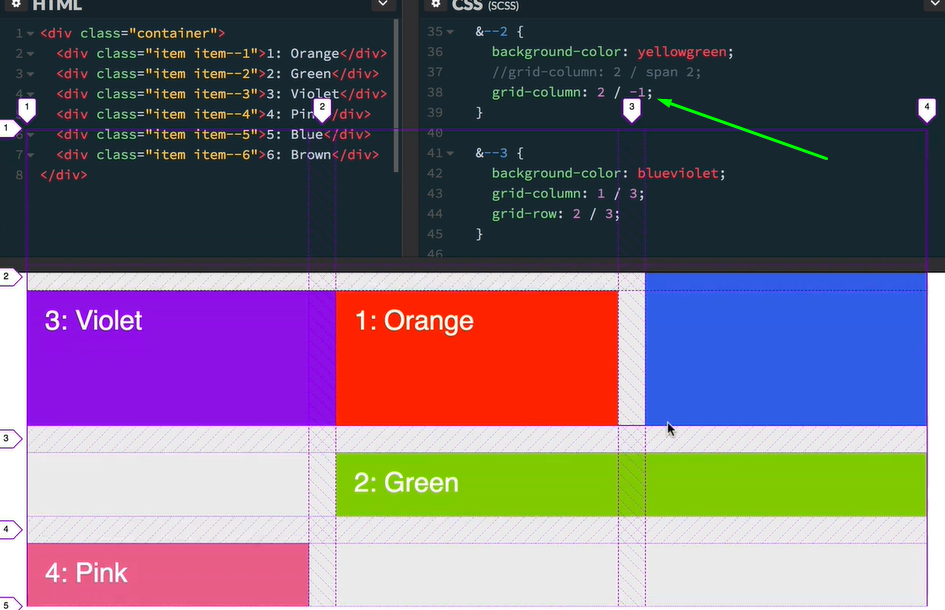 HTML
CSS (SCSS)
1 <div class="container">
2 <div class="item item--1">1: Orange</div>
3 <div class="item item--2">2: Green</div>
4 <div class="item item--3">3: Violet</div>
<div class="item item--4">4: Pink</div>
6 <div class="item item--5">5: Blue</div>
7 <div class="item item--6">6: Brown</div>
8 </div>
35 &--2 {
36 background-color: yellowgreen;
37 //grid-column: 2 / span 2;
38 grid-column: 2 / -1;
39 }
40
41 &--3 {
42 background-color: blueviolet;
43 grid-column: 1 / 3;
44 grid-row: 2 / 3;
45 }
46
1
2
3
4
1
2
3: Violet
1: Orange
3
2: Green
4
4: Pink
5